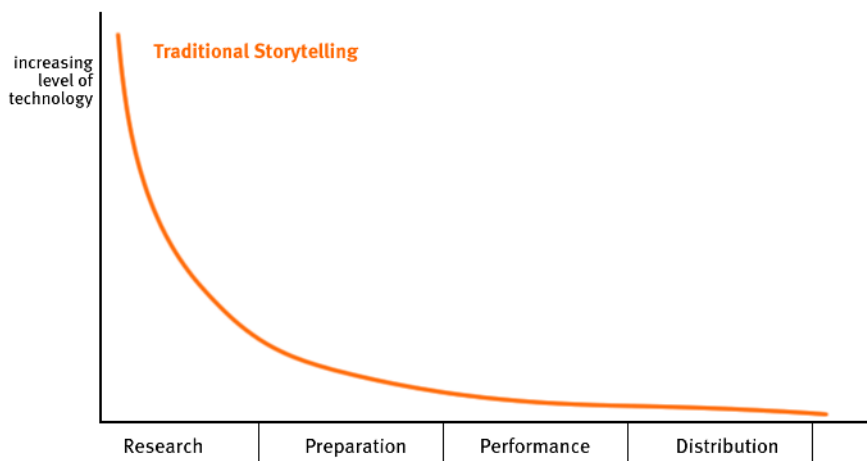 Traditional Storytelling
increasing
level of
technology
Research
Preparation
Performance
Distribution